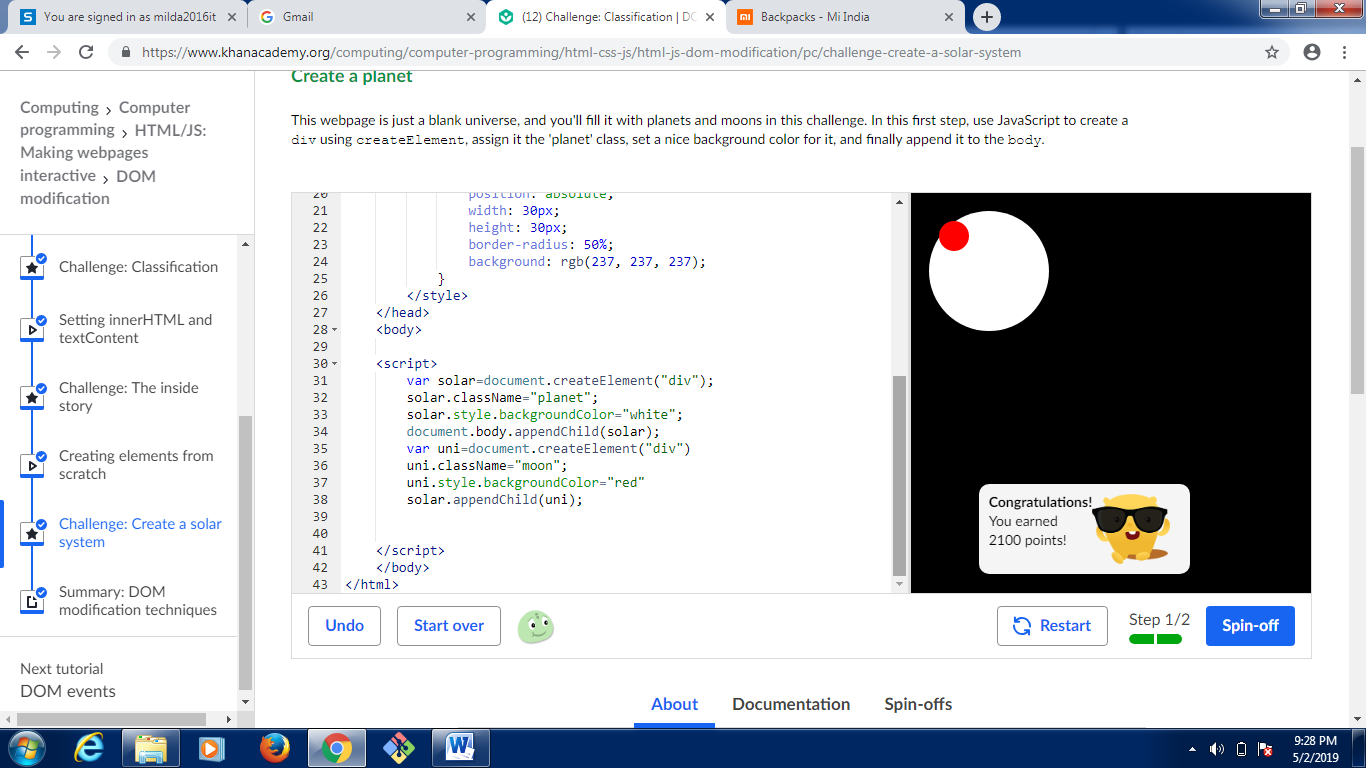 You are signed in as milda2016it
Gmail
(12) Challenge: Classification | DC
Backpacks - Mi India
https://www.khanacademy.org/computing/computer-programming/html-css-js/html-js-dom-modification/pc/challenge-create-a-solar-system
Computing > Computer
programming > HTML/JS:
Making webpages
interactive > DOM
modification
Challenge: Classification
Setting innerHTML and
textContent
Challenge: The inside
story
Creating elements from
scratch
Challenge: Create a solar
system
Summary: DOM
modification techniques
Next tutorial
DOM events
Create a planet
This webpage is just a blank universe, and you'll fill it with planets and moons in this challenge. In this first step, use JavaScript to create a
div using createElement, assign it the 'planet' class, set a nice background color for it, and finally append it to the body.
20 position: absolute;
21 width: 30px;
22 height: 30px;
23 border-radius: 50%;
24 background: rgb(237, 237, 237);
25 }
26 </style>
27 </head>
28 <body>
29
30 <script>
31 var solar=document.createElement("div");
32 solar.className="planet";
33 solar.style.backgroundColor="white";
34 document.body.appendChild(solar);
35 var uni=document.createElement("div")
36 uni.className="moon";
37 uni.style.backgroundColor="red"
38 solar.appendChild(uni);
39
40
41 </script>
42 </body>
43 </html>
Congratulations!
You earned
2100 points!
Undo
Start over
Restart
Step 1/2
Spin-off
About
Documentation
Spin-offs
9:28 PM
5/2/2019